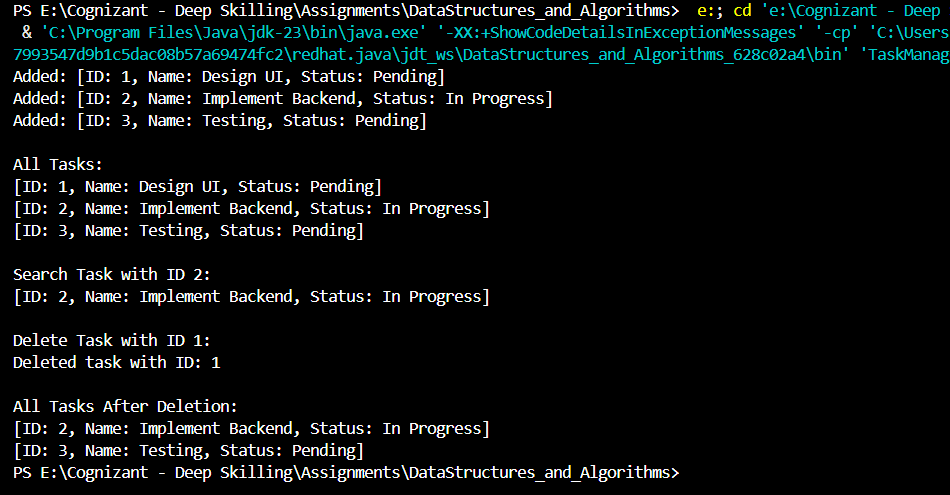 PS E:\Cognizant - Deep Skilling\Assignments\DataStructures_and_Algorithms>  e:; cd 'e:\Cognizant - Deep
 & 'C:\Program Files\Java\jdk-23\bin\java.exe' '-XX:+ShowCodeDetailsInExceptionMessages' '-cp' 'C:\Users
7993547d9b1c5dac08b57a69474fc2\redhat.java\jdt_ws\DataStructures_and_Algorithms_628c02a4\bin' 'TaskManag
Added: [ID: 1, Name: Design UI, Status: Pending]
Added: [ID: 2, Name: Implement Backend, Status: In Progress]
Added: [ID: 3, Name: Testing, Status: Pending]

All Tasks:
[ID: 1, Name: Design UI, Status: Pending]
[ID: 2, Name: Implement Backend, Status: In Progress]
[ID: 3, Name: Testing, Status: Pending]

Search Task with ID 2:
[ID: 2, Name: Implement Backend, Status: In Progress]

Delete Task with ID 1:
Deleted task with ID: 1

All Tasks After Deletion:
[ID: 2, Name: Implement Backend, Status: In Progress]
[ID: 3, Name: Testing, Status: Pending]
PS E:\Cognizant - Deep Skilling\Assignments\DataStructures_and_Algorithms>